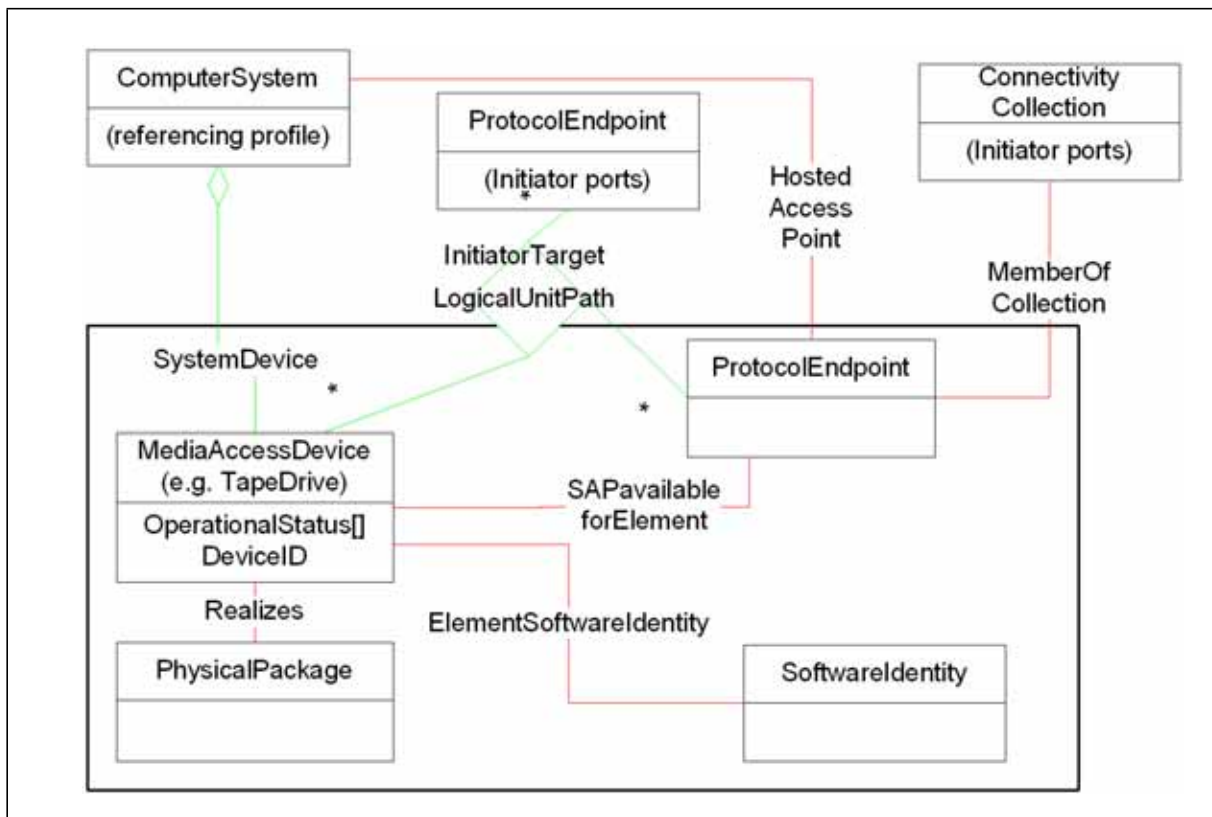 ComputerSystem
(referencing profile)
ProtocolEndpoint
(Initiator ports)
*
Connectivity
Collection
(Initiator ports)
Hosted
Access
Point
InitiatorTarget
LogicalUnitPath
MemberOf
Collection
SystemDevice
*
*
ProtocolEndpoint
MediaAccessDevice
(e.g. TapeDrive)
OperationalStatus[]
DeviceID
SAPavailable
forElement
Realizes
ElementSoftwareIdentity
PhysicalPackage
SoftwareIdentity